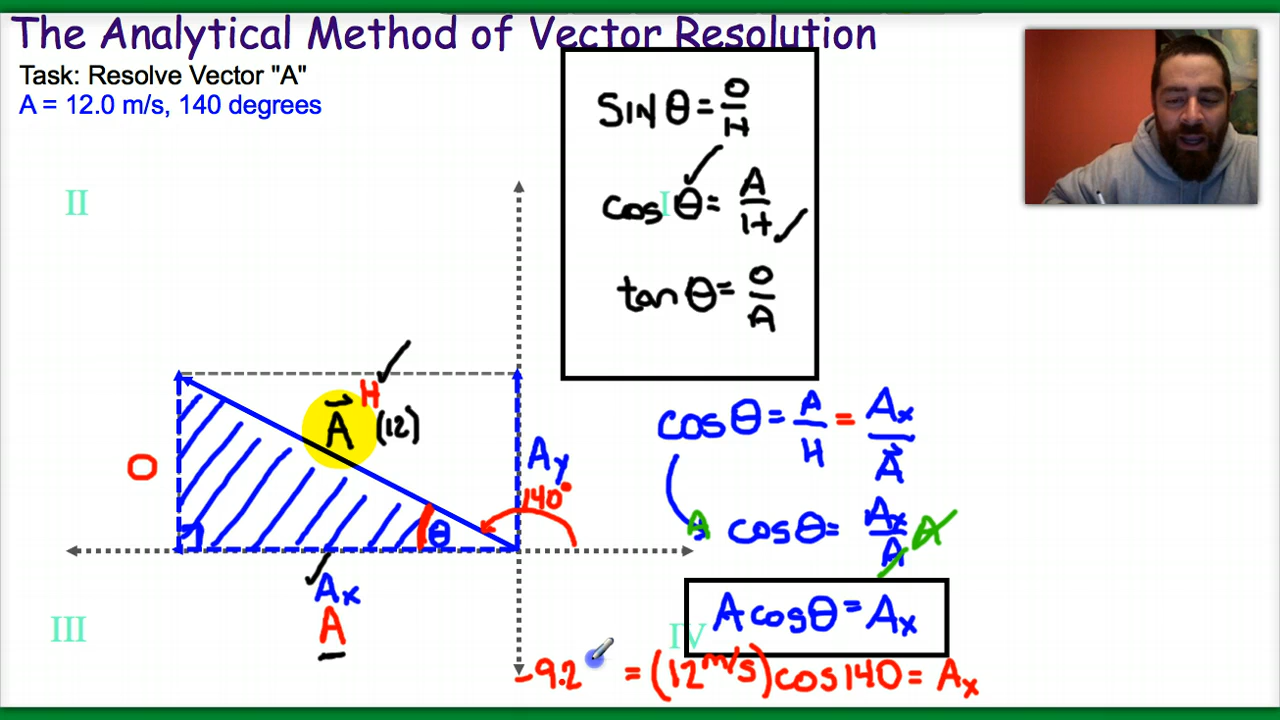 The Analytical Method of Vector Resolution
Task: Resolve Vector "A"
A = 12.0 m/s, 140 degrees
SIN θ = O/H
cos θ = A/H
tan θ = O/A
II
I
H
A (12)
O
Ay
140°
θ
Ax
A
III
IV
cos θ = A/H = Ax/A
A cos θ = Ax/A A
A cos θ = Ax
-9.2 = (12 m/s) cos 140 = Ax